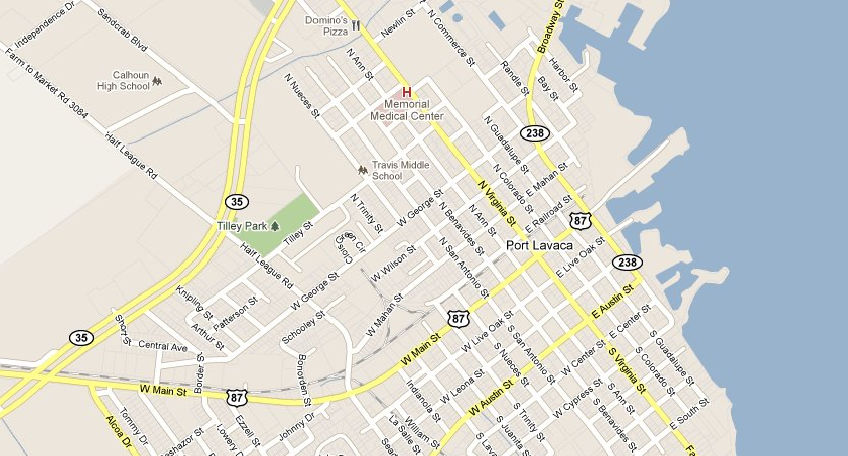 Independence Dr
Sandcrab Blvd
Domino's
Pizza
Newlin St
N Commerce St
Broadway St
Farm to Market Rd 3084
Calhoun
High School
N Nueces St
N Ann St
H
Memorial
Medical Center
Randle St
Harbor St
Bay St
238
Half League Rd
Travis Middle
School
N Guadalupe St
N Colorado St
E Mahan St
35
N Virginia St
E Railroad St
87
Tilley Park
Tilley St
N Trinity St
W George St
N Benavides St
N Ann St
Port Lavaca
Green Cir
Half League Rd
W Wilson St
N San Antonio St
E Live Oak St
238
W George St
Kripling St
Patterson St
Arthur St
Schooley St
W Mahan St
87
E Austin St
35
Short St
Central Ave
W Main St
W Live Oak St
S San Antonio St
E Center St
S Guadalupe St
Border St
Bonorden St
W Main St
87
S Nueces St
W Center St
S Virginia St
S Colorado St
W Leona St
W Austin St
Indianola St
W Cypress St
S Ann St
E South St
Tommy Dr
Alcoa Dr
Ezzell St
Lowery
Johnny Dr
La Salle St
William St
S Trinity St
S Juanita
S Benavides St